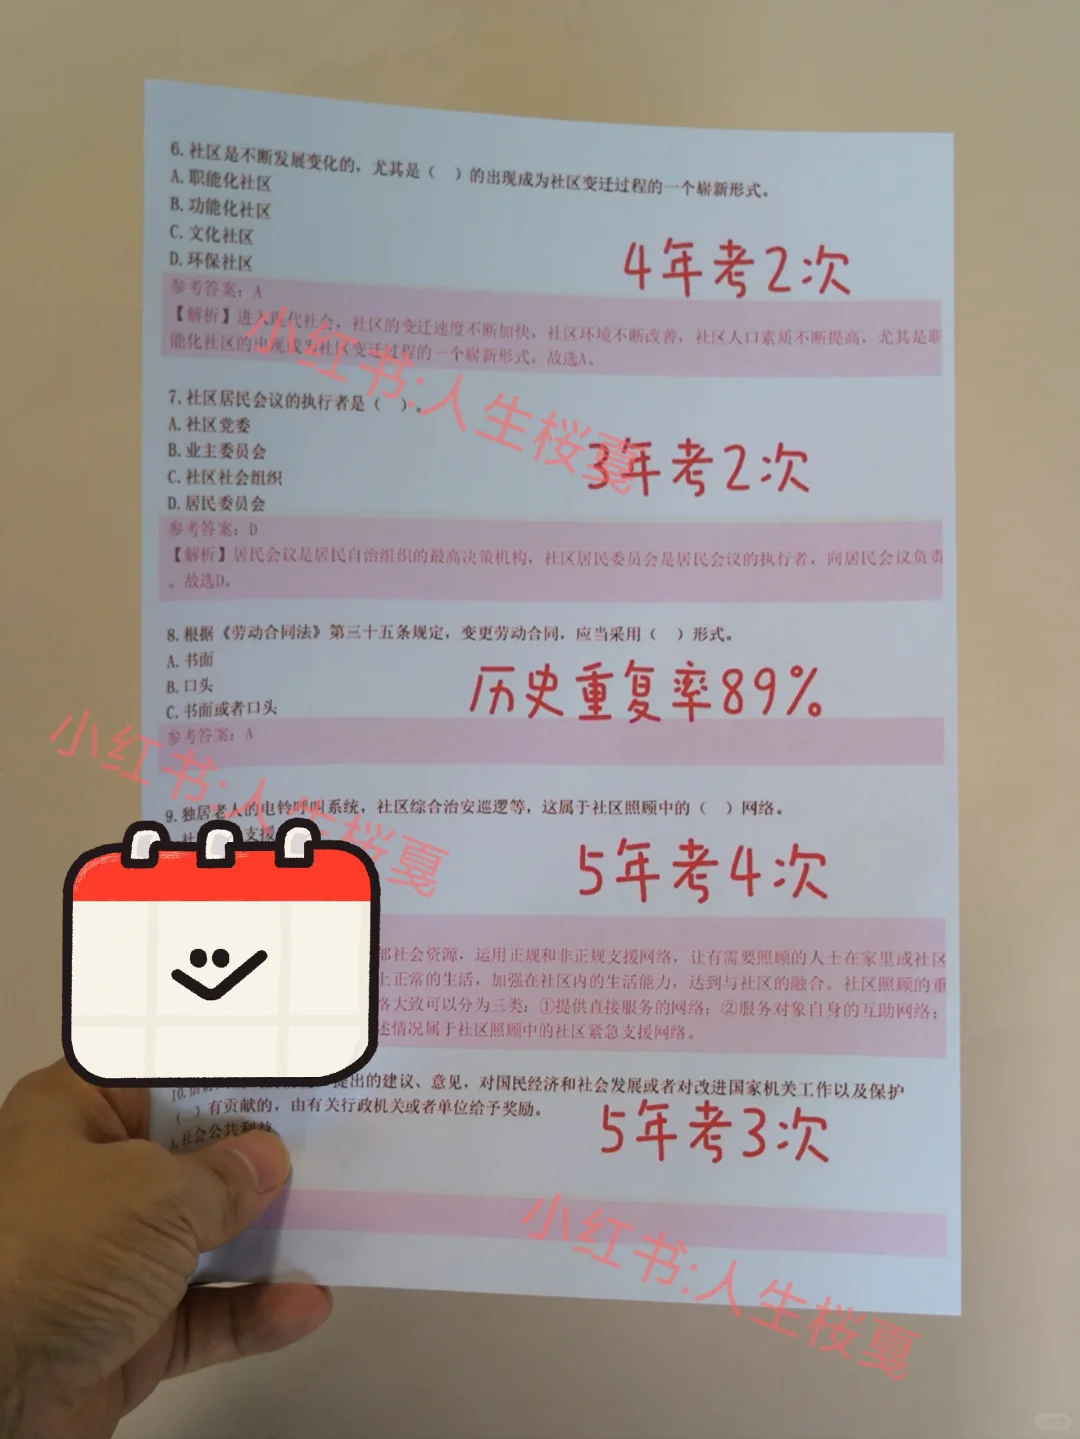 6. 社区是不断发展变化的，尤其是（　）的出现成为社区变迁过程的一个崭新形式。
A. 职能化社区
B. 功能化社区
C. 文化社区
D. 环保社区
4年考2次
参考答案：A
【解析】进入现代社会，社区的变迁速度不断加快，社区环境不断改善，社区人口素质不断提高，尤其是职
能化社区的出现成为社区变迁过程的一个崭新形式。故选A。
小红书:人生桜戛
7. 社区居民会议的执行者是（　）。
A. 社区党委
B. 业主委员会
C. 社区社会组织
D. 居民委员会
3年考2次
参考答案：D
【解析】居民会议是居民自治组织的最高决策机构，社区居民委员会是居民会议的执行者，向居民会议负责
。故选D。
8. 根据《劳动合同法》第三十五条规定，变更劳动合同，应当采用（　）形式。
A. 书面
B. 口头
C. 书面或者口头
历史重复率89%
参考答案：A
小红书:人生桜戛
9. 独居老人的电铃呼叫系统，社区综合治安巡逻等，这属于社区照顾中的（　）网络。
支援
5年考4次
社会资源，运用正规和非正规支援网络，让有需要照顾的人士在家里或社区
上正常的生活，加强在社区内的生活能力，达到与社区的融合。社区照顾的重
络大致可以分为三类：①提供直接服务的网络；②服务对象自身的互助网络；
述情况属于社区照顾中的社区紧急支援网络。
10.
提出的建议、意见，对国民经济和社会发展或者对改进国家机关工作以及保护
（　）有贡献的，由有关行政机关或者单位给予奖励。
A. 社会公共利益
5年考3次
小红书:人生桜戛